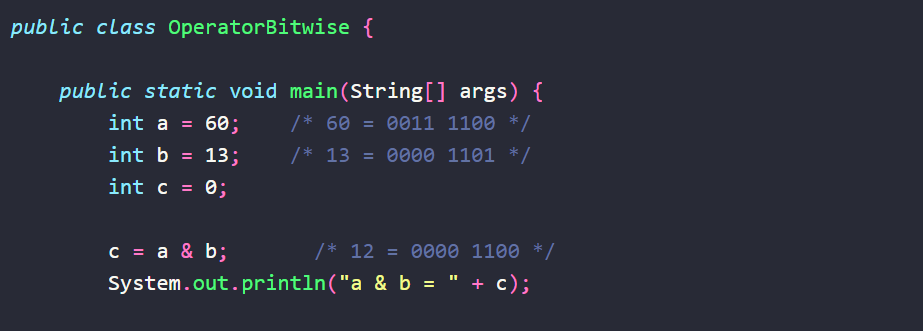 public class OperatorBitwise {
public static void main(String[] args) {
int a = 60;    /* 60 = 0011 1100 */
int b = 13;    /* 13 = 0000 1101 */
int c = 0;
c = a & b;       /* 12 = 0000 1100 */
System.out.println("a & b = " + c);